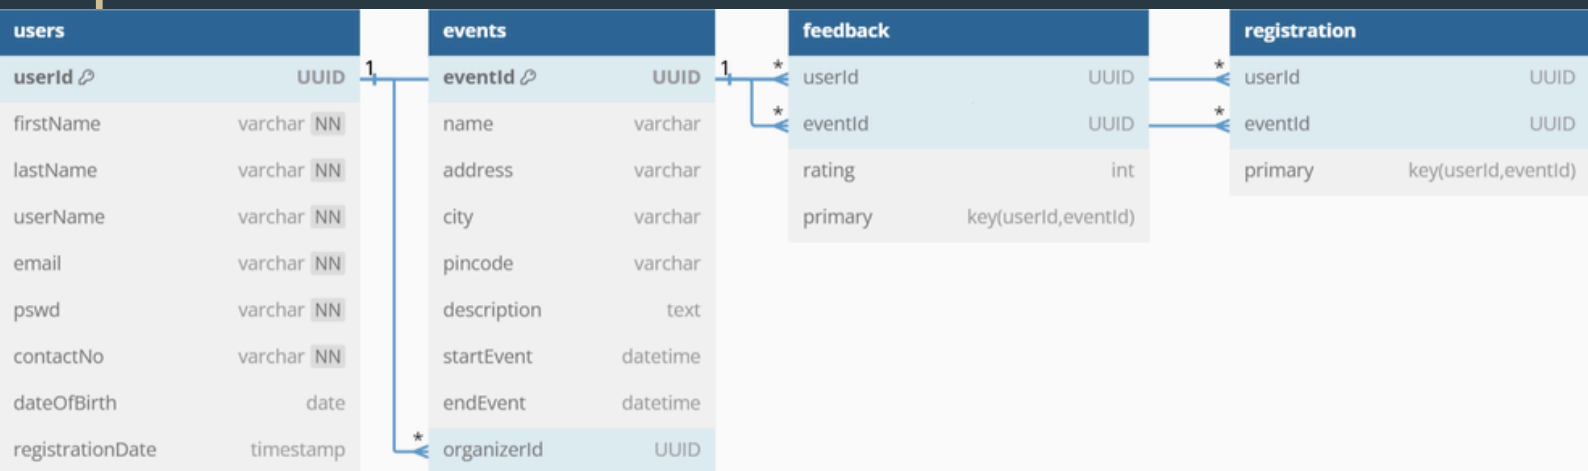 users
userId UUID
firstName varchar NN
lastName varchar NN
userName varchar NN
email varchar NN
pswd varchar NN
contactNo varchar NN
dateOfBirth date
registrationDate timestamp
1
*
events
eventId UUID
name varchar
address varchar
city varchar
pincode varchar
description text
startEvent datetime
endEvent datetime
organizerId UUID
1
*
*
feedback
userId UUID
eventId UUID
rating int
primary key(userId,eventId)
*
*
registration
userId UUID
eventId UUID
primary key(userId,eventId)